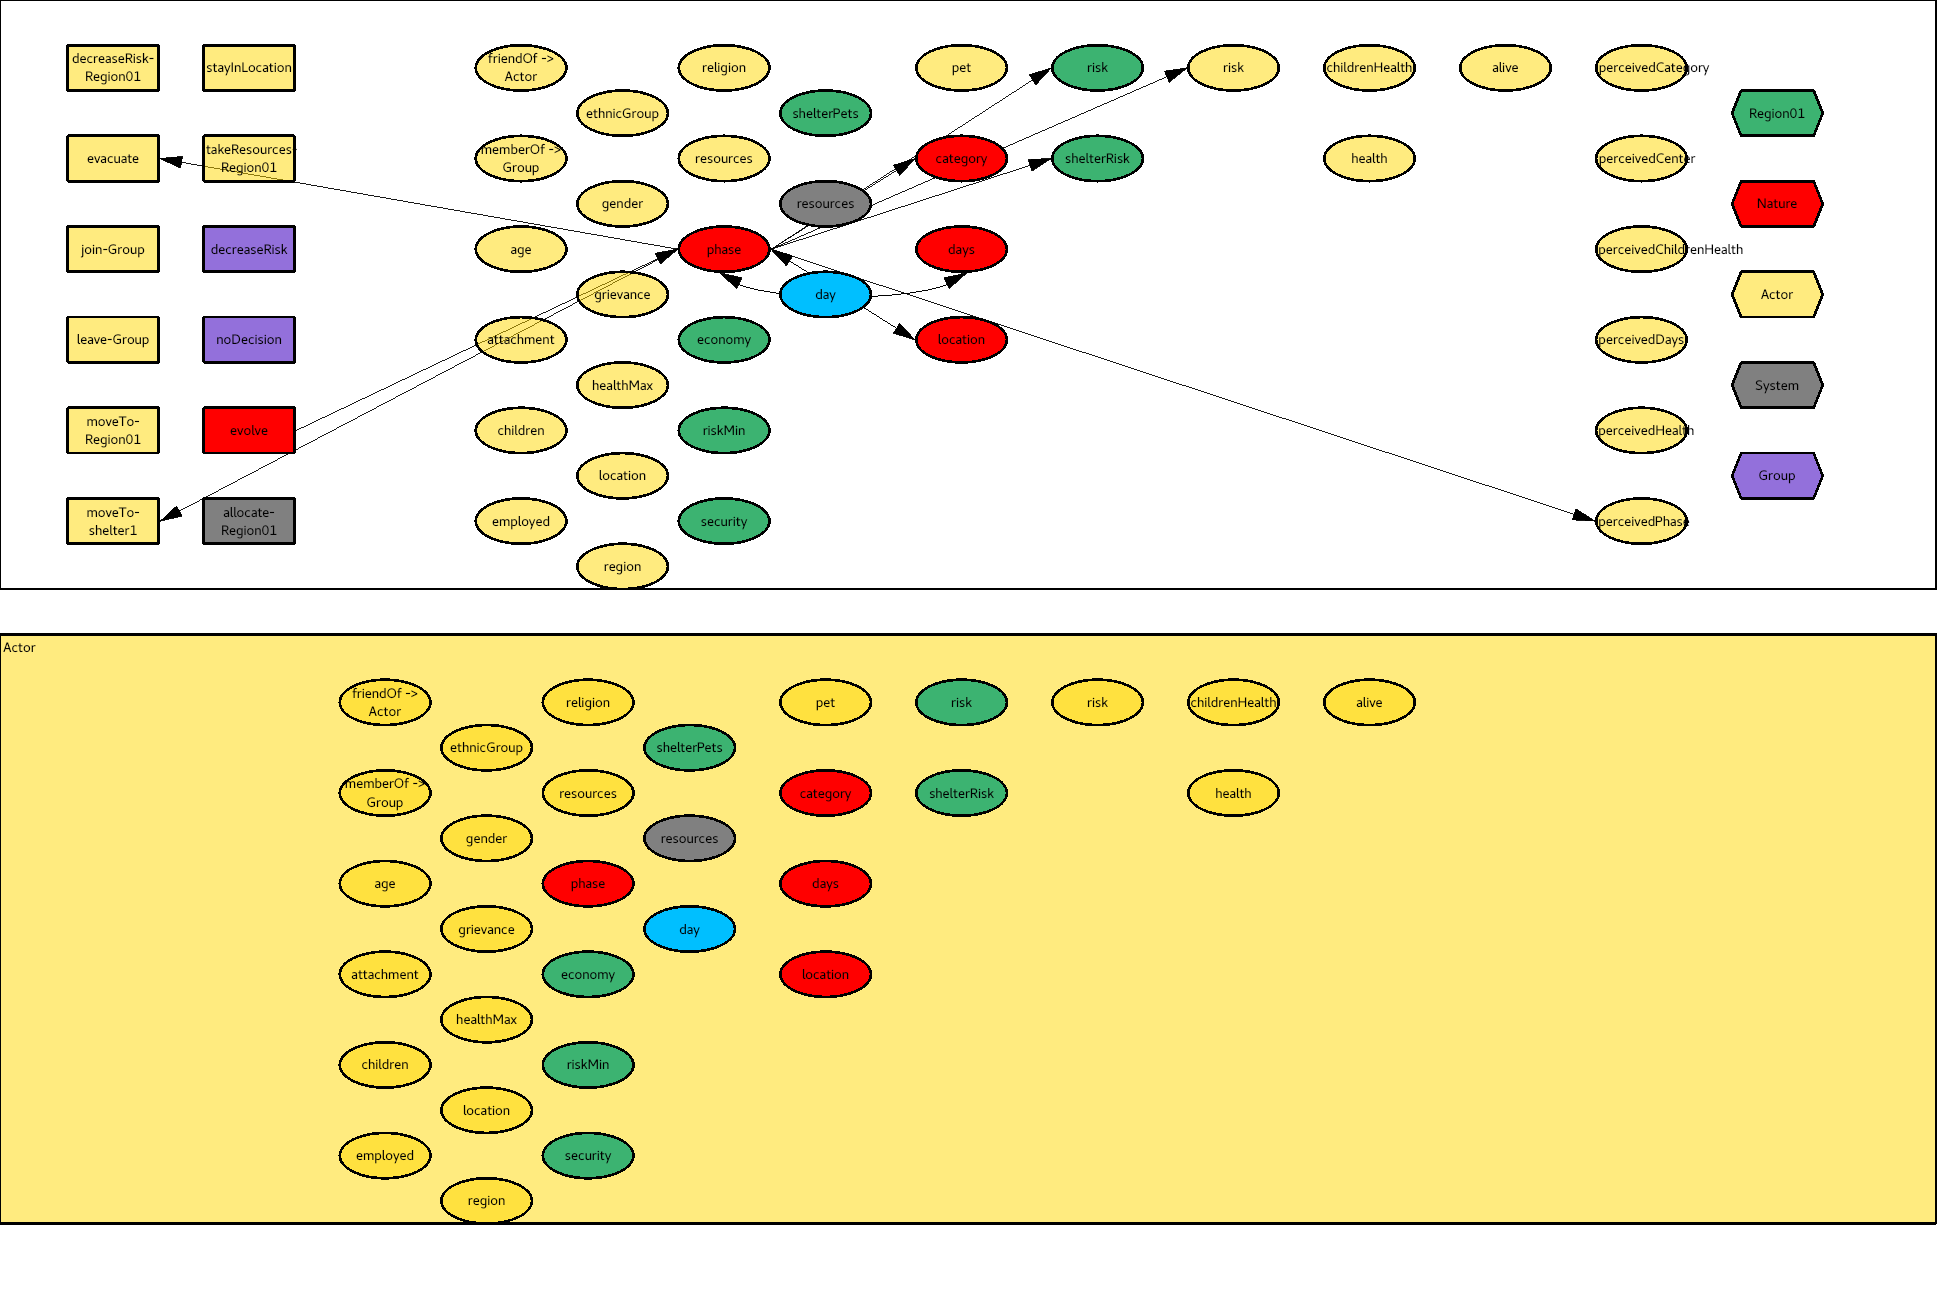 decreaseRisk-
Region01
stayInLocation
friendOf ->
Actor
religion
pet
risk
risk
childrenHealth
alive
perceivedCategory
ethnicGroup
shelterPets
Region01
evacuate
takeResources-
Region01
memberOf ->
Group
resources
category
shelterRisk
health
perceivedCenter
gender
resources
Nature
join-Group
decreaseRisk
age
phase
days
perceivedChildrenHealth
grievance
day
Actor
leave-Group
noDecision
attachment
economy
location
perceivedDays
healthMax
System
moveTo-
Region01
evolve
children
riskMin
perceivedHealth
location
Group
moveTo-
shelter1
allocate-
Region01
employed
security
perceivedPhase
region
Actor
friendOf ->
Actor
religion
pet
risk
risk
childrenHealth
alive
ethnicGroup
shelterPets
memberOf ->
Group
resources
category
shelterRisk
health
gender
resources
age
phase
days
grievance
day
attachment
economy
location
healthMax
children
riskMin
location
employed
security
region